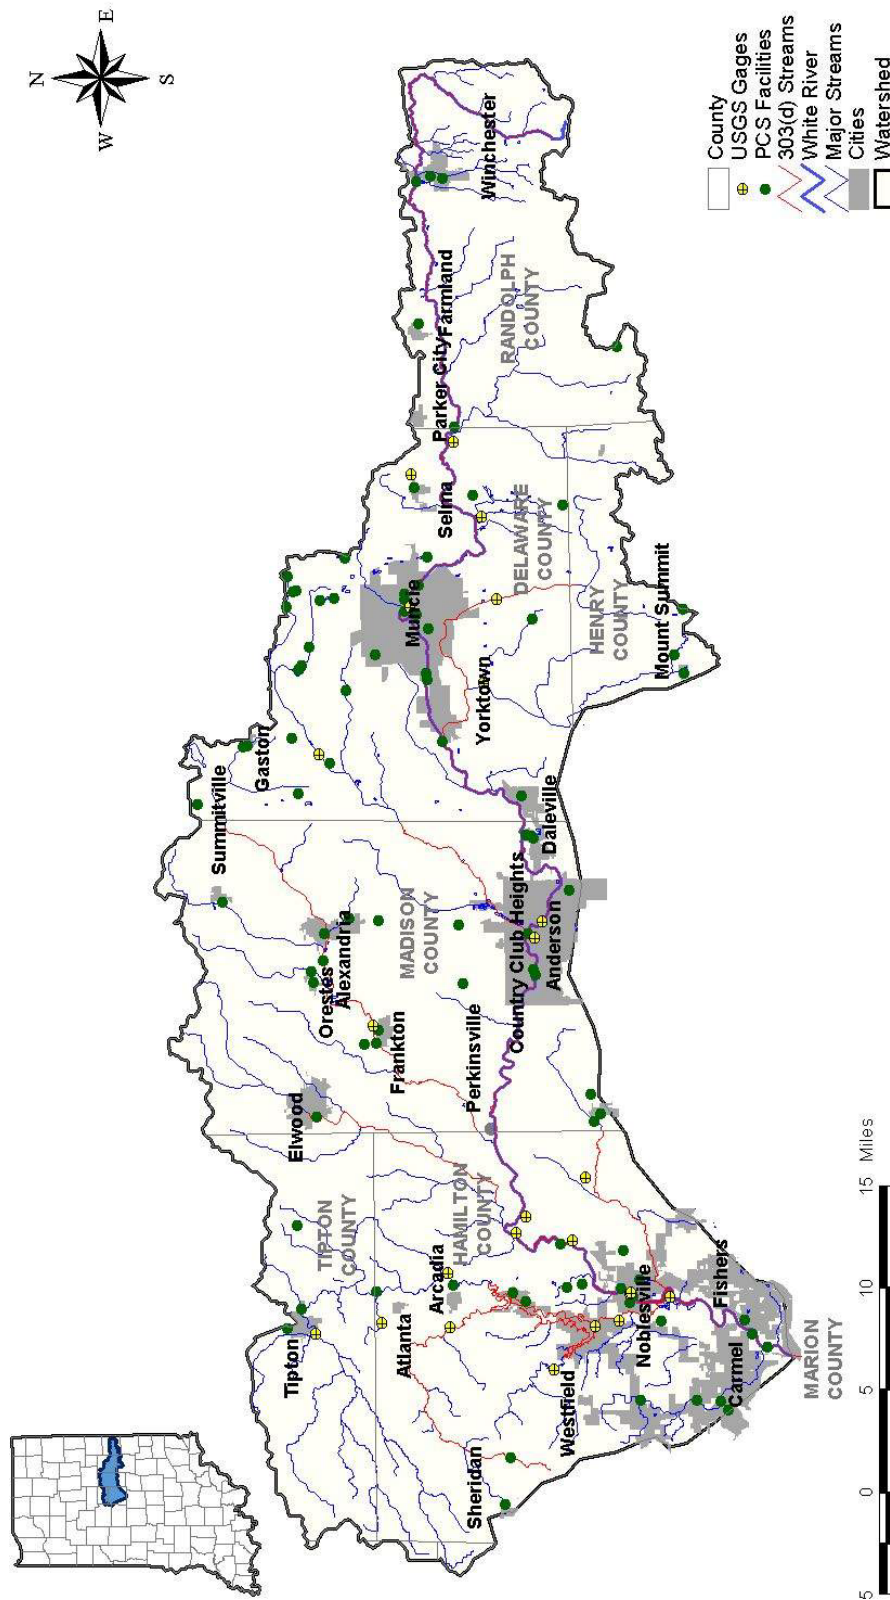 N
E
W
S
Winchester
Parker City
Farmland
RANDOLPH
COUNTY
Selma
DELAWARE
COUNTY
Muncie
HENRY
COUNTY
Mount Summit
Yorktown
Gaston
Summitville
Daleville
Country Club Heights
Anderson
MADISON
COUNTY
Alexandria
Orestes
Frankton
Perkinsville
Elwood
TIPTON
COUNTY
HAMILTON
COUNTY
Arcadia
Atlanta
Tipton
Noblesville
Fishers
Westfield
Carmel
Sheridan
MARION
COUNTY
County
USGS Gages
PCS Facilities
303(d) Streams
White River
Major Streams
Cities
Watershed
5 0 5 10 15 Miles